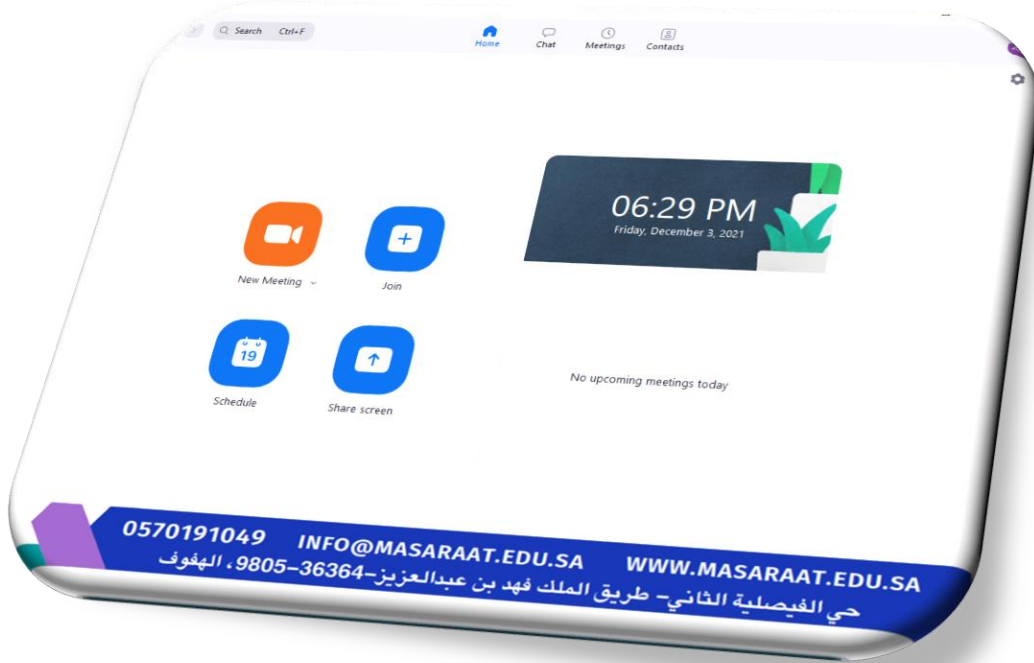 Search Ctrl+F
Home Chat Meetings Contacts
06:29 PM
Friday, December 3, 2021
New Meeting Join
19
Schedule Share screen
No upcoming meetings today
0570191049 INFO@MASARAAT.EDU.SA WWW.MASARAAT.EDU.SA
حي الفيصلية الثاني– طريق الملك فهد بن عبدالعزيز–36364–9805، الهفوف